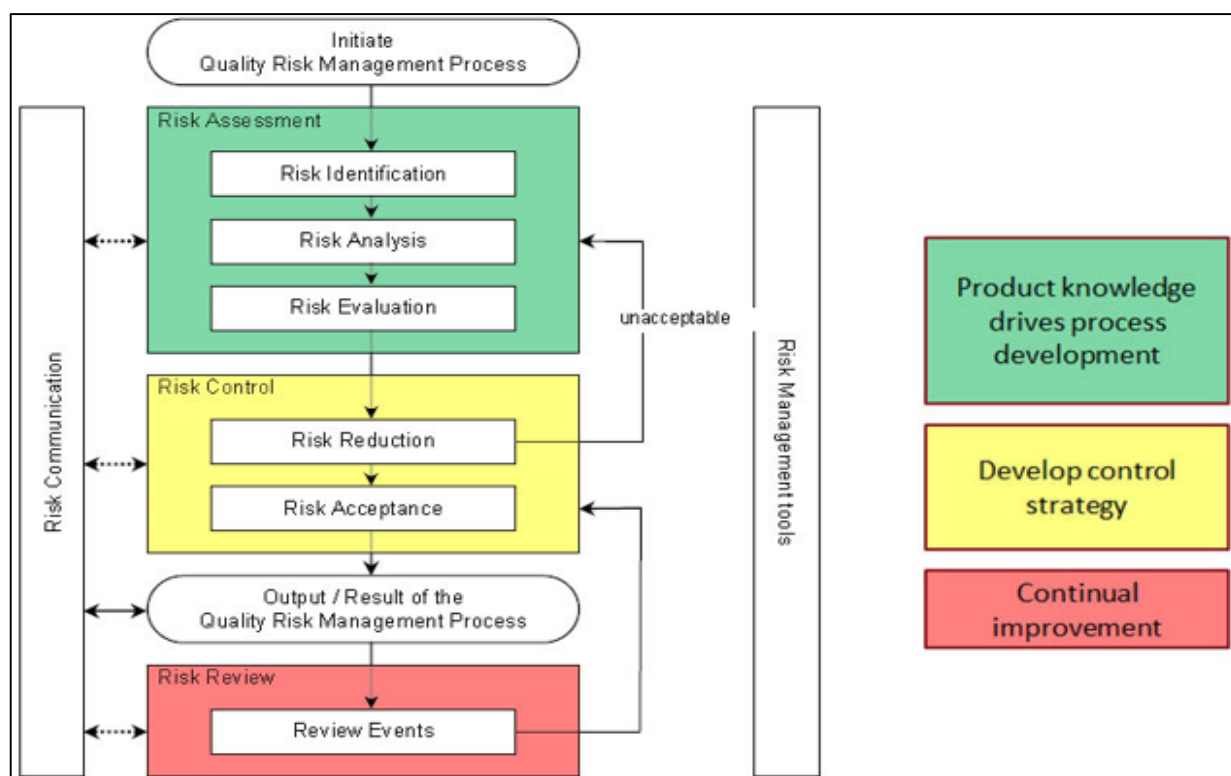 Initiate
Quality Risk Management Process
Risk Assessment
Risk Identification
Risk Analysis
Risk Evaluation
unacceptable
Risk Control
Risk Reduction
Risk Acceptance
Output / Result of the
Quality Risk Management Process
Risk Review
Review Events
Risk Communication
Risk Management tools
Product knowledge
drives process
development
Develop control
strategy
Continual
improvement